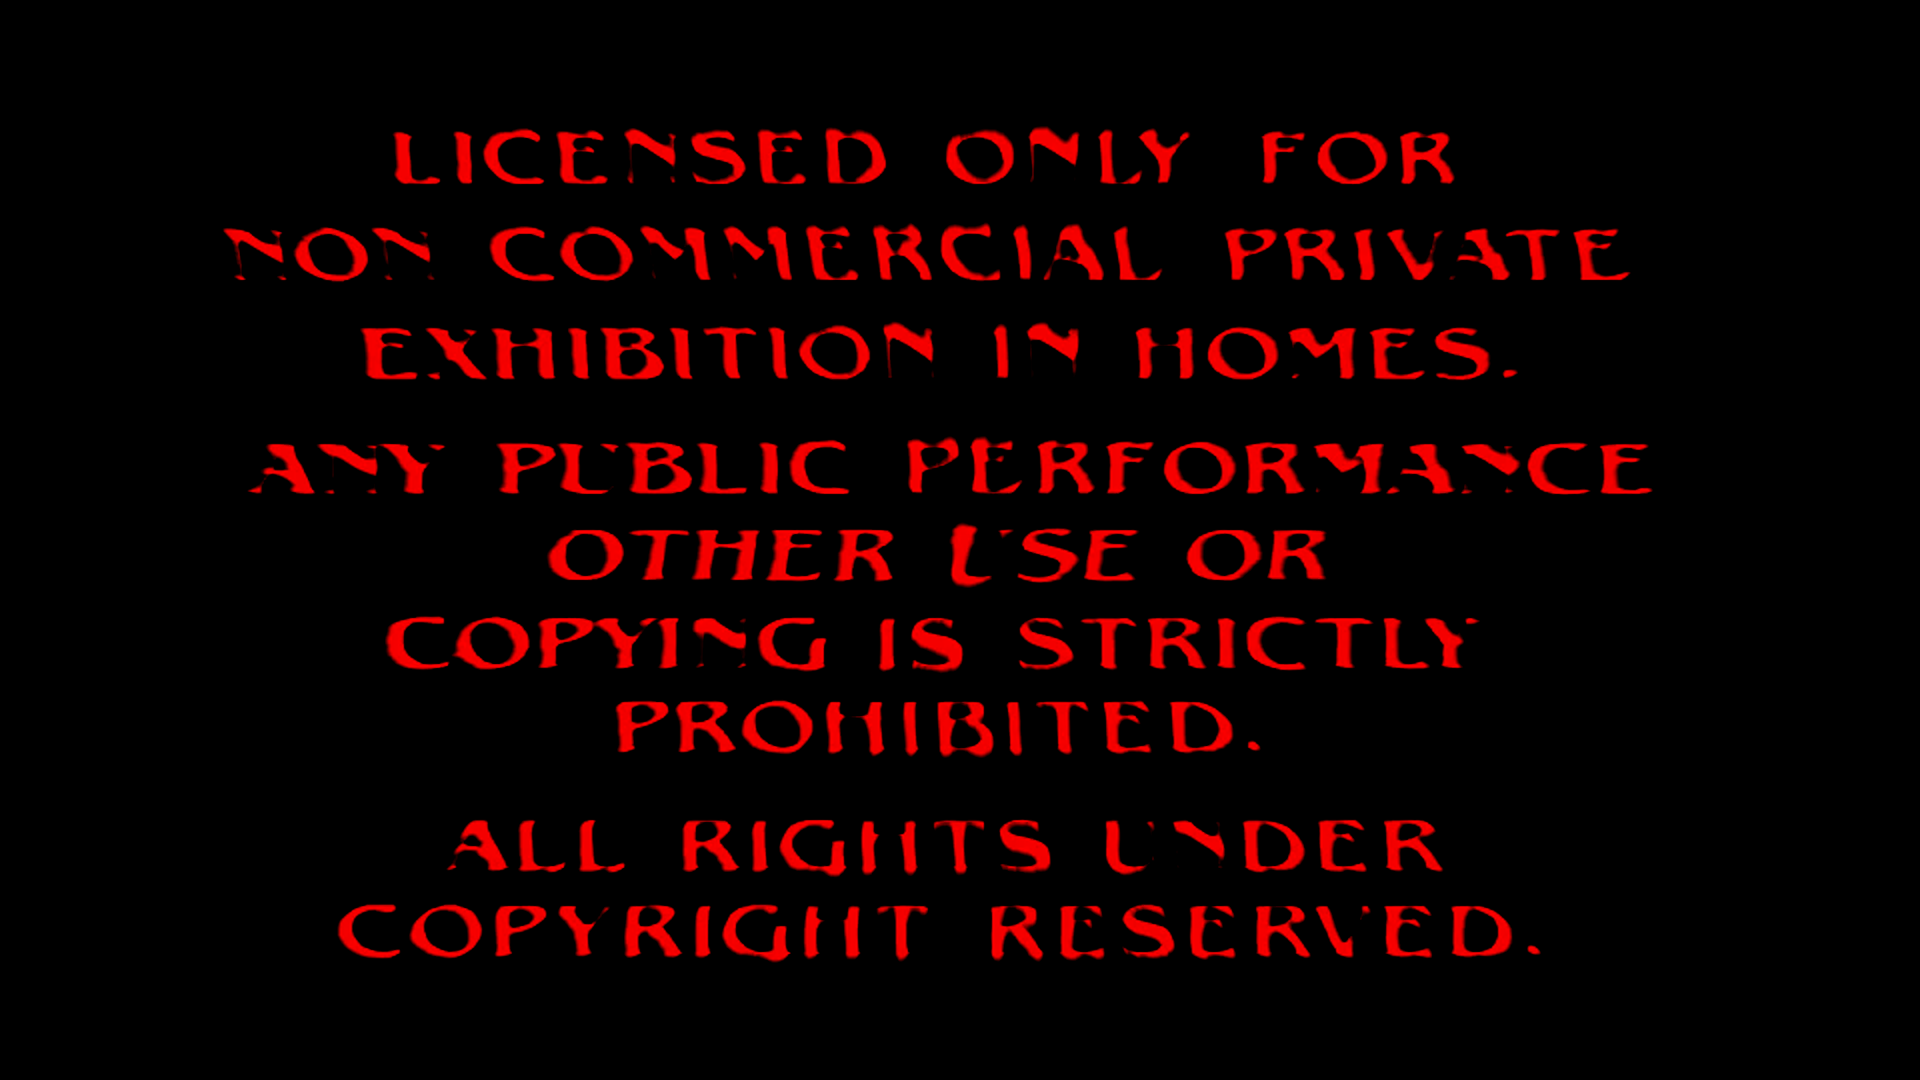 LICENSED ONLY FOR
NON COMMERCIAL PRIVATE
EXHIBITION IN HOMES.
ANY PUBLIC PERFORMANCE
OTHER USE OR
COPYING IS STRICTLY
PROHIBITED.
ALL RIGHTS UNDER
COPYRIGHT RESERVED.